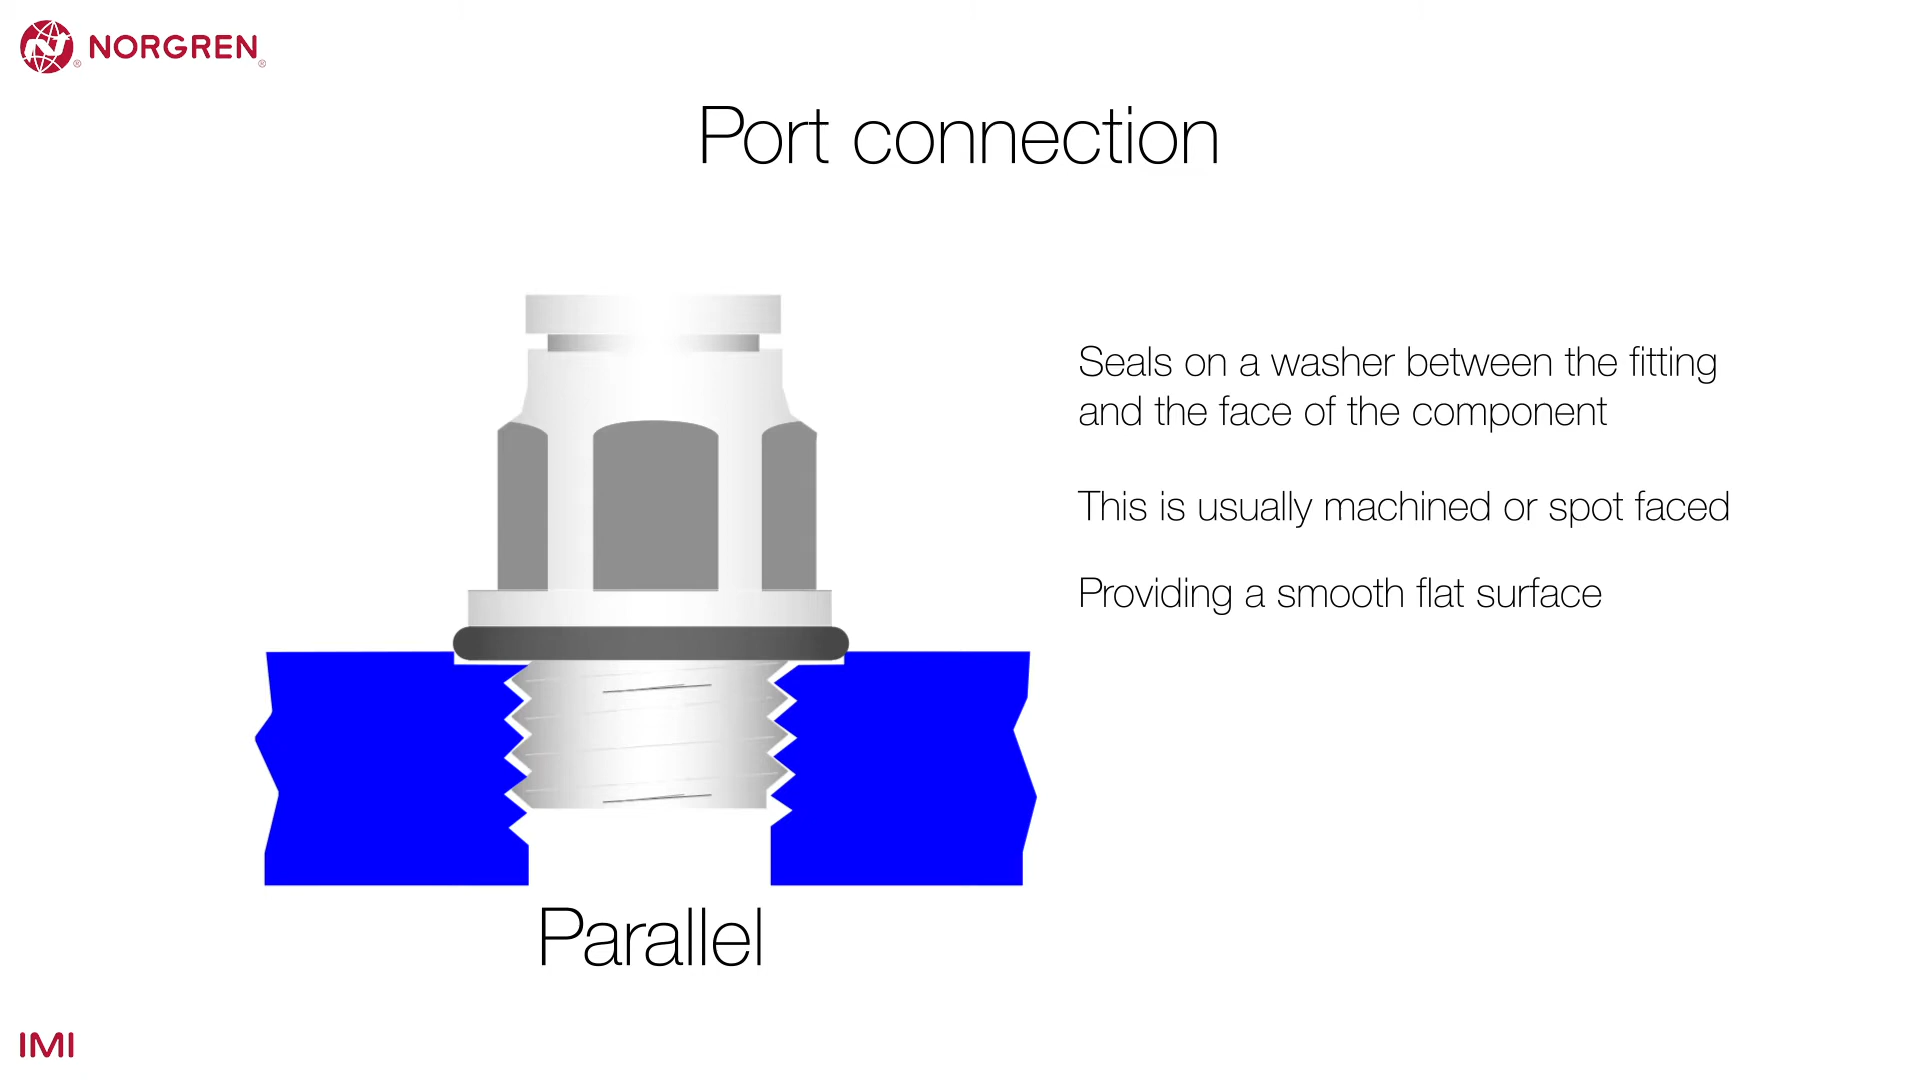 NORGREN
Port connection
Seals on a washer between the fitting
and the face of the component
This is usually machined or spot faced
Providing a smooth flat surface
Parallel
IMI